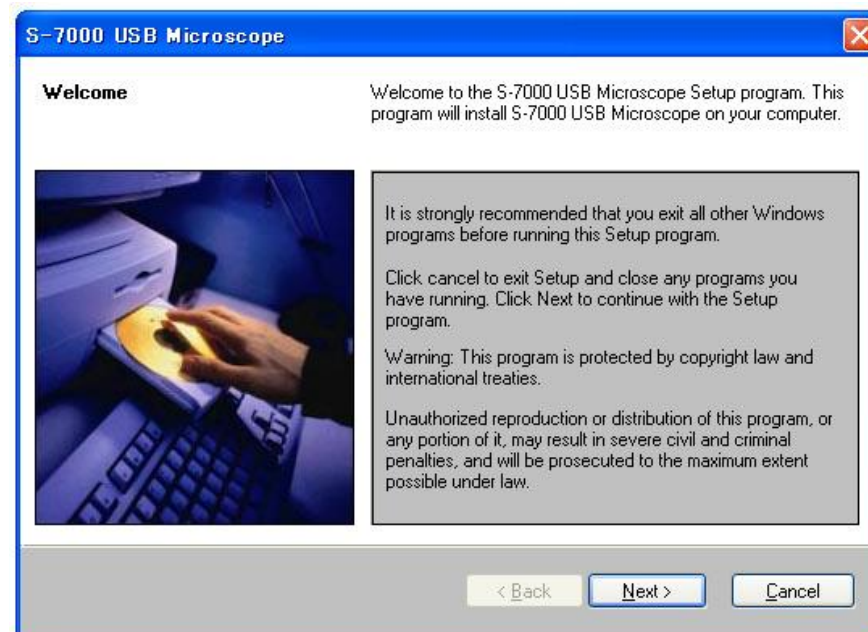 S-7000 USB Microscope
Welcome
Welcome to the S-7000 USB Microscope Setup program. This
program will install S-7000 USB Microscope on your computer.
It is strongly recommended that you exit all other Windows
programs before running this Setup program.
Click cancel to exit Setup and close any programs you
have running. Click Next to continue with the Setup
program.
Warning: This program is protected by copyright law and
international treaties.
Unauthorized reproduction or distribution of this program, or
any portion of it, may result in severe civil and criminal
penalties, and will be prosecuted to the maximum extent
possible under law.
< Back Next > Cancel